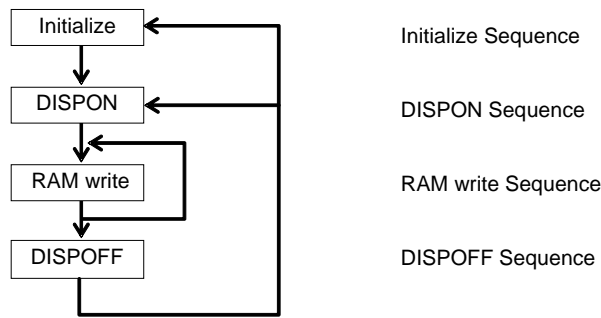 Initialize
Initialize Sequence
DISPON
DISPON Sequence
RAM write
RAM write Sequence
DISPOFF
DISPOFF Sequence